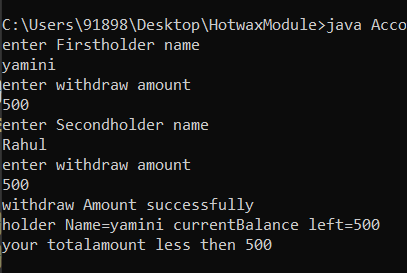 C:\Users\91898\Desktop\HotwaxModule>java Acco
enter Firstholder name
yamini
enter withdraw amount
500
enter Secondholder name
Rahul
enter withdraw amount
500
withdraw Amount successfully
holder Name=yamini currentBalance left=500
your totalamount less then 500